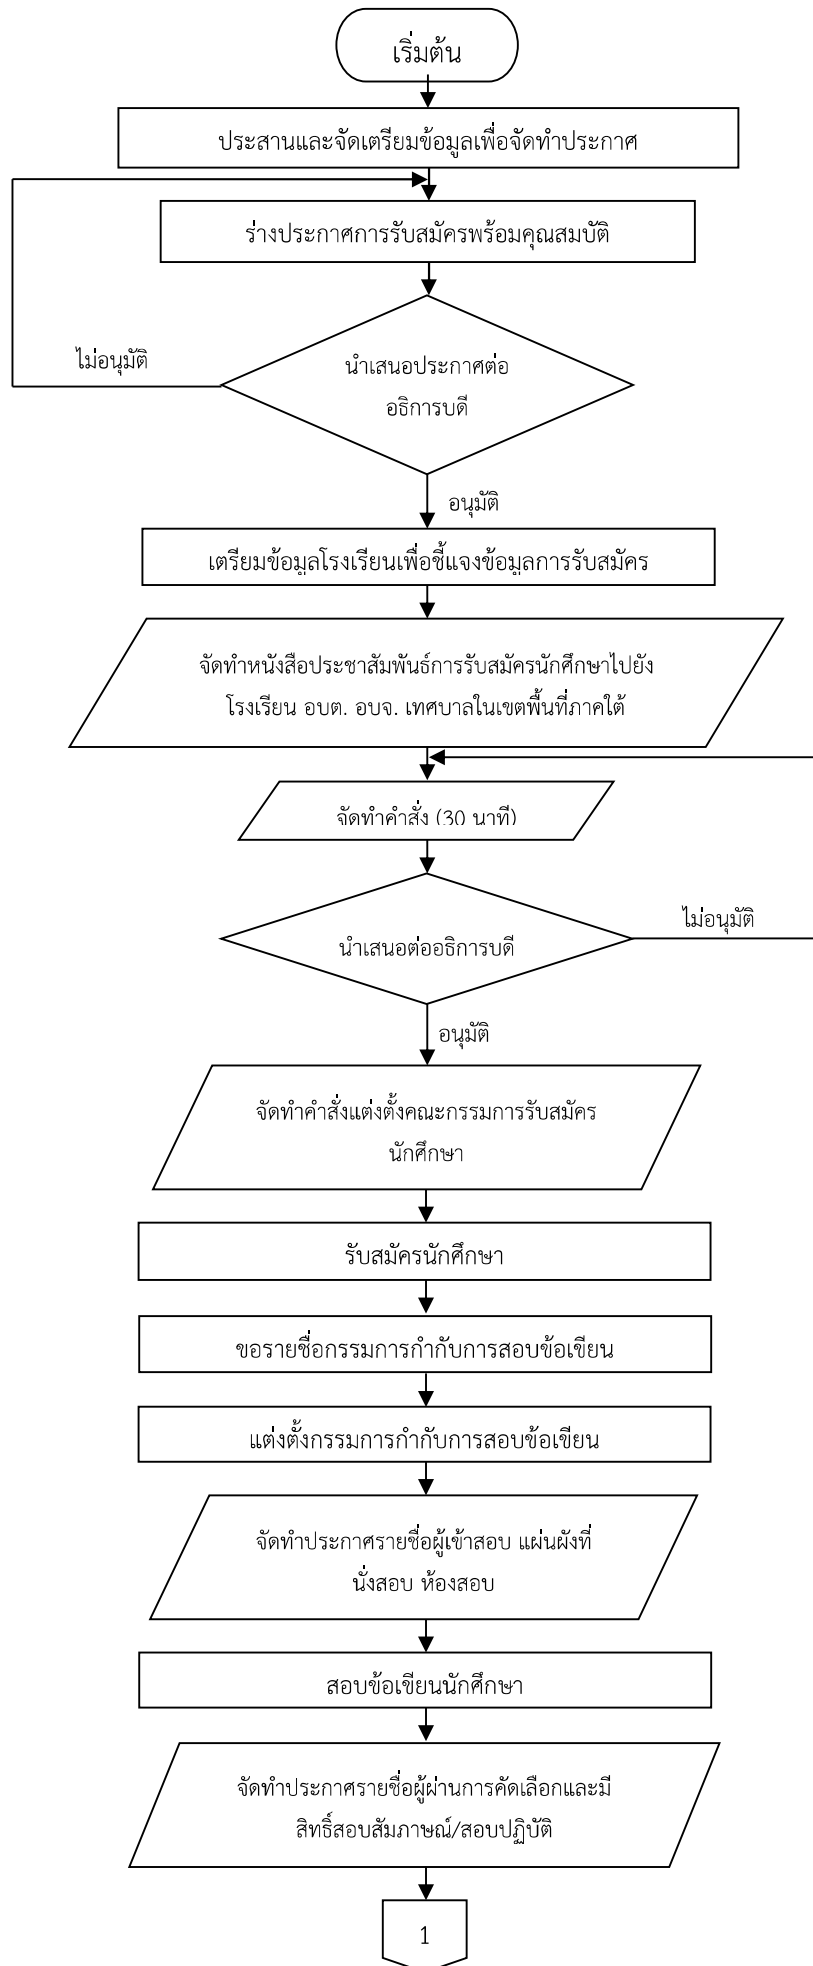 เริ่มต้น
ประสานและจัดเตรียมข้อมูลเพื่อจัดทำประกาศ
ร่างประกาศการรับสมัครพร้อมคุณสมบัติ
ไม่อนุมัติ
นำเสนอประกาศต่อ
อธิการบดี
อนุมัติ
เตรียมข้อมูลโรงเรียนเพื่อชี้แจงข้อมูลการรับสมัคร
จัดทำหนังสือประชาสัมพันธ์การรับสมัครนักศึกษาไปยัง
โรงเรียน อบต. อบจ. เทศบาลในเขตพื้นที่ภาคใต้
จัดทำคำสั่ง (30 นาที)
ไม่อนุมัติ
นำเสนอต่ออธิการบดี
อนุมัติ
จัดทำคำสั่งแต่งตั้งคณะกรรมการรับสมัคร
นักศึกษา
รับสมัครนักศึกษา
ขอรายชื่อกรรมการกำกับการสอบข้อเขียน
แต่งตั้งกรรมการกำกับการสอบข้อเขียน
จัดทำประกาศรายชื่อผู้เข้าสอบ แผ่นผังที่
นั่งสอบ ห้องสอบ
สอบข้อเขียนนักศึกษา
จัดทำประกาศรายชื่อผู้ผ่านการคัดเลือกและมี
สิทธิ์สอบสัมภาษณ์/สอบปฏิบัติ
1